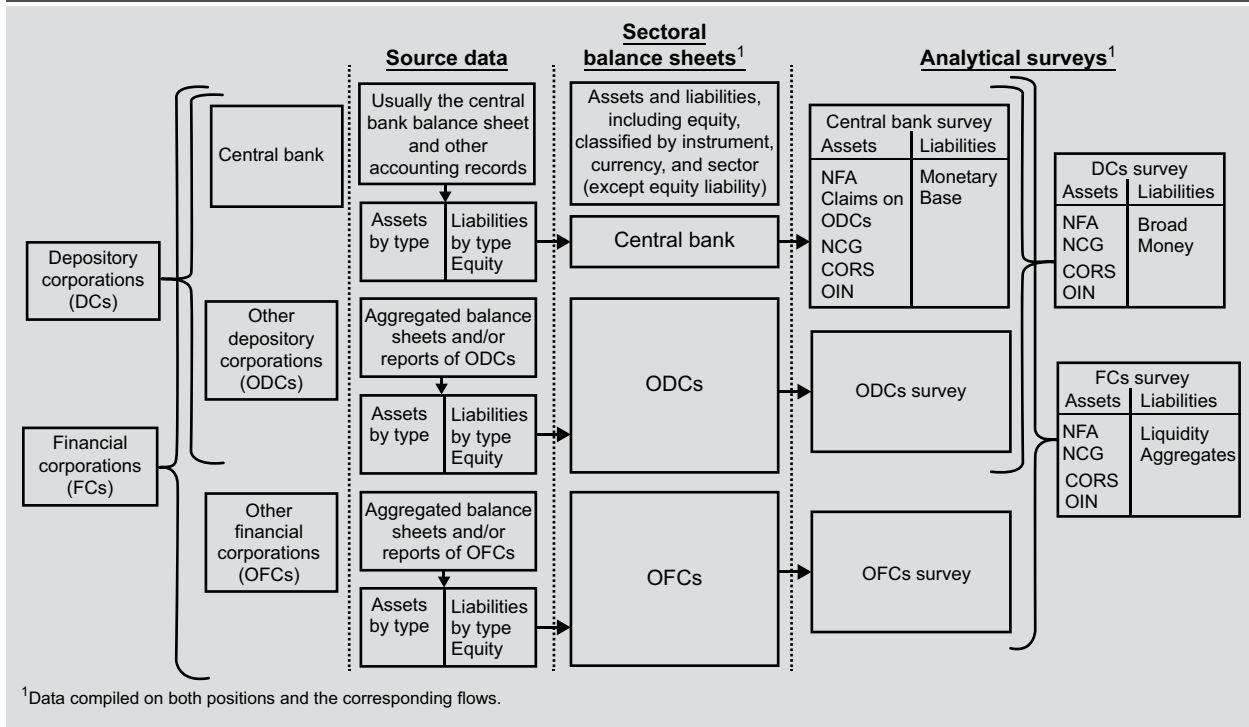 Source data
Sectoral
balance sheets1
Analytical surveys1
Depository
corporations
(DCs)
Financial
corporations
(FCs)
Central bank
Other
depository
corporations
(ODCs)
Other
financial
corporations
(OFCs)
Usually the central
bank balance sheet
and other
accounting records
Assets
by type
Liabilities
by type
Equity
Aggregated balance
sheets and/or
reports of ODCs
Assets
by type
Liabilities
by type
Equity
Aggregated balance
sheets and/or
reports of OFCs
Assets
by type
Liabilities
by type
Equity
Assets and liabilities,
including equity,
classified by instrument,
currency, and sector
(except equity liability)
Central bank
ODCs
OFCs
Central bank survey
Assets
Liabilities
NFA
Claims on
ODCs
NCG
CORS
OIN
Monetary
Base
ODCs survey
OFCs survey
DCs survey
Assets
Liabilities
NFA
NCG
CORS
OIN
Broad
Money
FCs survey
Assets
Liabilities
NFA
NCG
CORS
OIN
Liquidity
Aggregates
1Data compiled on both positions and the corresponding flows.